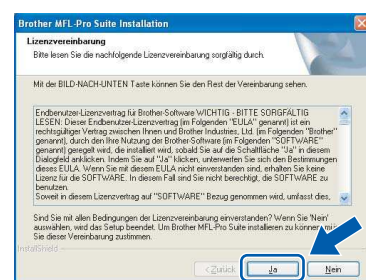 Brother MFL-Pro Suite Installation
Lizenzvereinbarung
Bitte lesen Sie die nachfolgende Lizenzvereinbarung sorgfältig durch.
Mit der BILD-NACH-UNTEN Taste können Sie den Rest der Vereinbarung sehen.
Endbenutzer-Lizenzvertrag für Brother-Software WICHTIG - BITTE SORGFÄLTIG
LESEN: Dieser Endbenutzer-Lizenzvertrag (im Folgenden "EULA" genannt) ist ein
rechtsgültiger Vertrag zwischen Ihnen und Brother Industries, Ltd. (im Folgenden "Brother"
genannt), durch den Ihre Nutzung der Brother-Software (im Folgenden "SOFTWARE"
genannt) geregelt wird, die installiert wird, sobald Sie auf die Schaltfläche "Ja" in diesem
Dialogfeld anklicken. Indem Sie auf "Ja" klicken, unterwerfen Sie sich den Bestimmungen
dieses EULA. Wenn Sie mit diesem EULA nicht einverstanden sind, erhalten Sie keine
Lizenz für die SOFTWARE. In diesem Fall sind Sie nicht berechtigt, die SOFTWARE zu
benutzen.
Soweit in diesem Lizenzvertrag auf "SOFTWARE" Bezug genommen wird, umfasst dies,
Sind Sie mit allen Bedingungen der Lizenzvereinbarung einverstanden? Wenn Sie 'Nein'
auswählen, wird das Setup beendet. Um Brother MFL-Pro Suite installieren zu können,
Sie dieser Vereinbarung zustimmen.
InstallShield
< Zurück
Ja
Nein